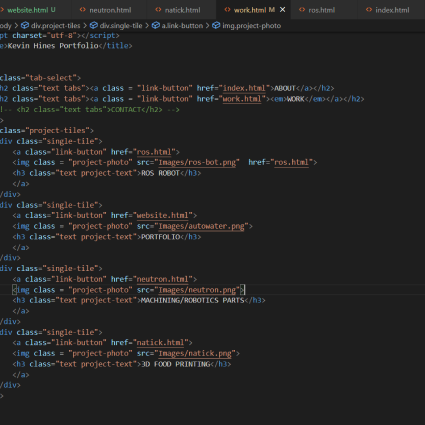 website.html U neutron.html natick.html work.html M ros.html index.html
body div.project-tiles div.single-tile a.link-button img.project-photo
pt charset="utf-8"></script>
e>Kevin Hines Portfolio</title>
class="tab-select">
h2 class="text tabs"><a class = "link-button" href="index.html">ABOUT</a></h2>
h2 class="text tabs"><a class = "link-button" href="work.html"><em>WORK</em></a></h2>
!-- <h2 class="text tabs">CONTACT</h2> -->
>
class="project-tiles">
div class="single-tile">
<a class="link-button" href="ros.html">
<img class = "project-photo" src="Images/ros-bot.png" href="ros.html">
<h3 class="text project-text">ROS ROBOT</h3>
</a>
/div>
div class="single-tile">
<a class="link-button" href="website.html">
<img class = "project-photo" src="Images/autowater.png">
<h3 class="text project-text">PORTFOLIO</h3>
</a>
/div>
div class="single-tile">
<a class="link-button" href="neutron.html">
<img class = "project-photo" src="Images/neutron.png">
<h3 class="text project-text">MACHINING/ROBOTICS PARTS</h3>
</a>
/div>
div class="single-tile">
<a class="link-button" href="natick.html">
<img class = "project-photo" src="Images/natick.png">
<h3 class="text project-text">3D FOOD PRINTING</h3>
</a>
/div>
>